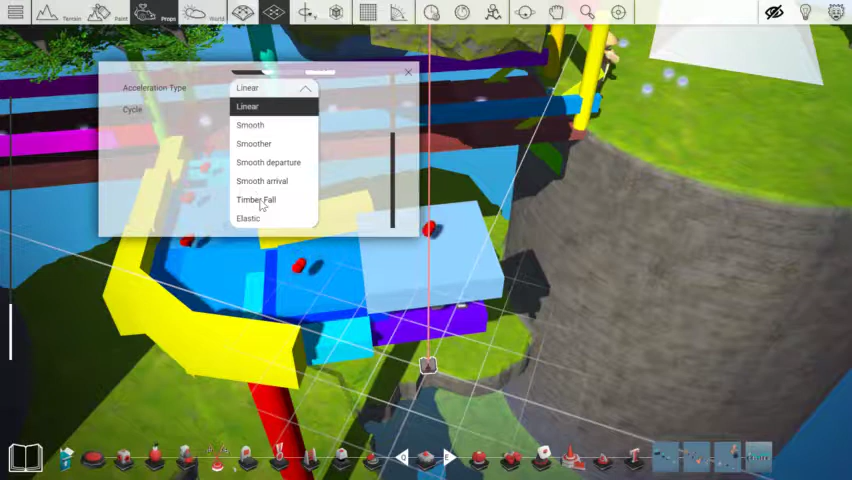 Terrain
Paint
Props
World
Acceleration Type
Linear
Cycle
Linear
Smooth
Smoother
Smooth departure
Smooth arrival
Timber Fall
Elastic
Q
E